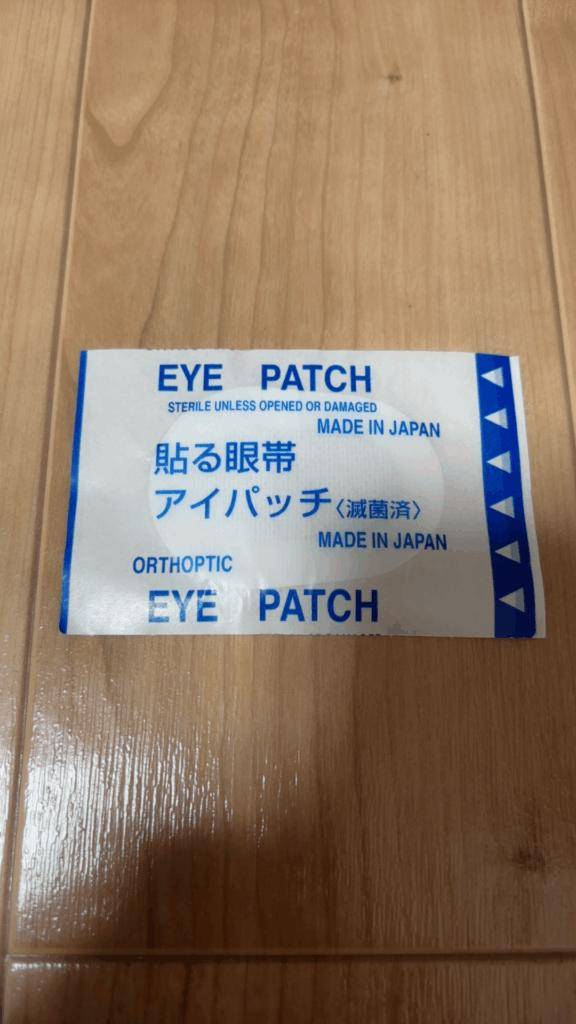 EYE PATCH
STERILE UNLESS OPENED OR DAMAGED
MADE IN JAPAN
貼る眼帯
アイパッチ〈滅菌済〉
MADE IN JAPAN
ORTHOPTIC
EYE PATCH